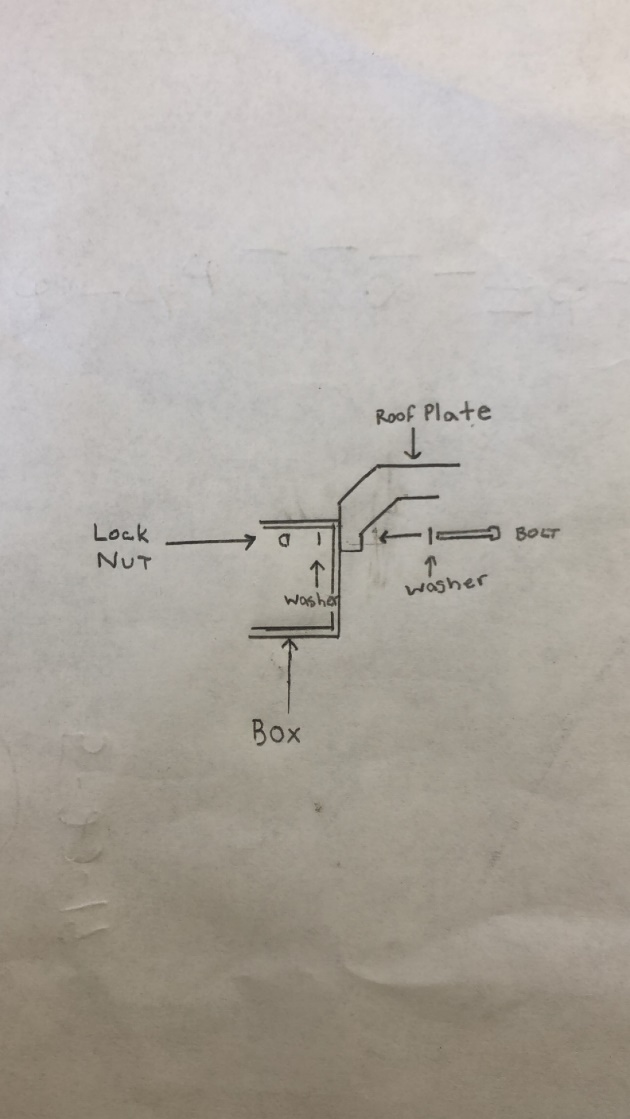 Roof Plate
Lock
NUT
BOLT
washer
washer
BOX